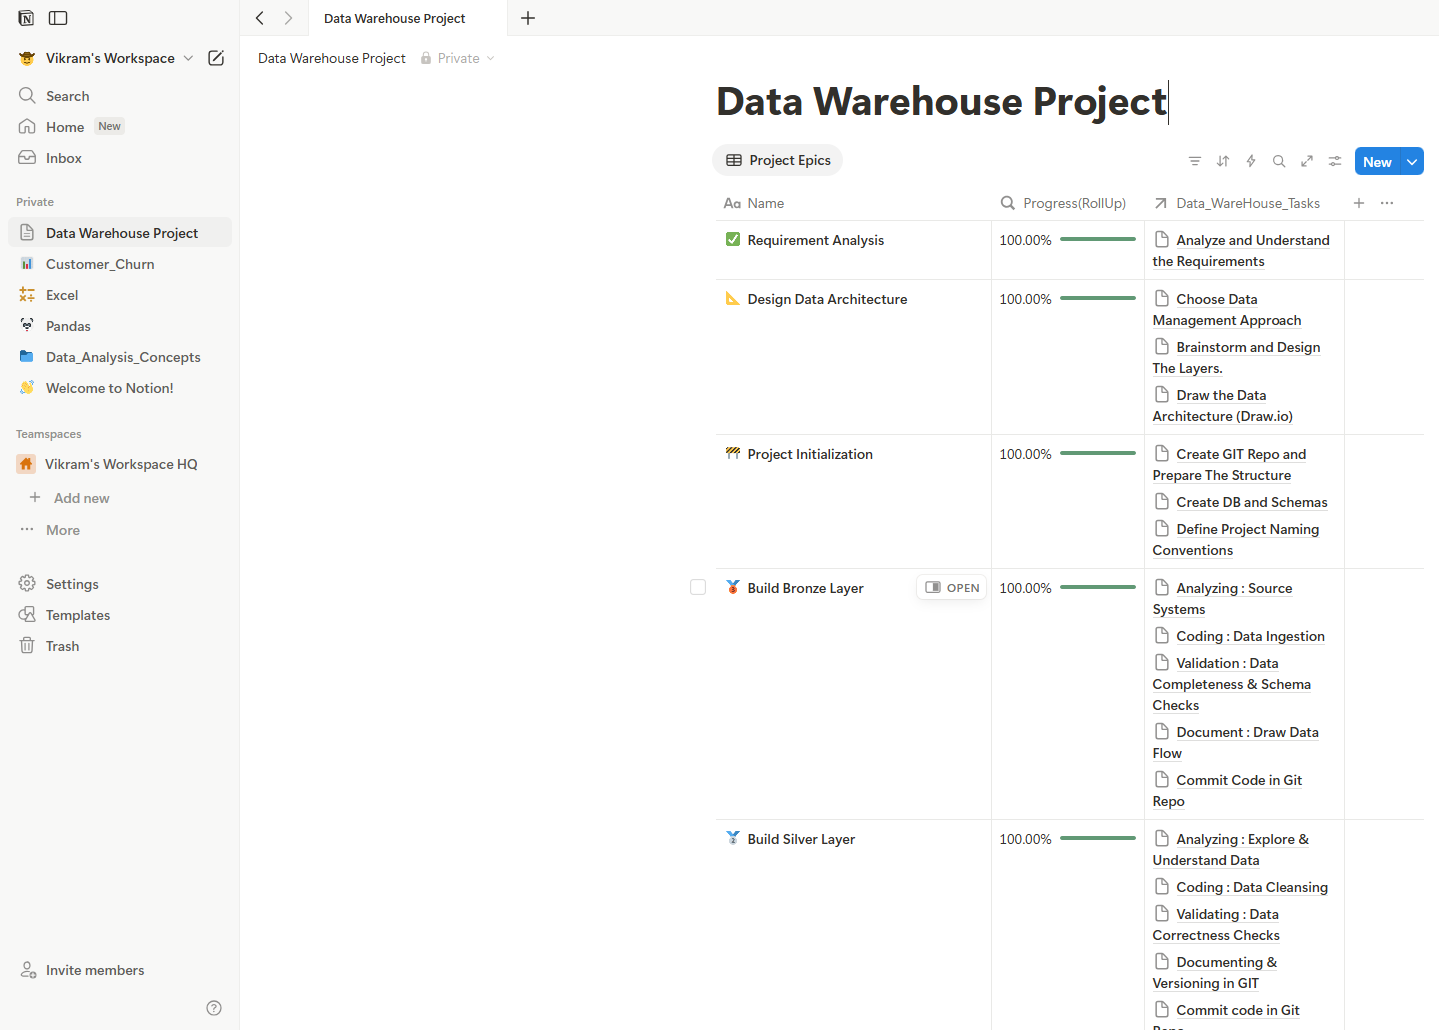 Data Warehouse Project
Vikram's Workspace
Search
Home New
Inbox
Private
Data Warehouse Project
Customer_Churn
Excel
Pandas
Data_Analysis_Concepts
Welcome to Notion!
Teamspaces
Vikram's Workspace HQ
Add new
More
Settings
Templates
Trash
Invite members
Data Warehouse Project Private
Data Warehouse Project
Project Epics
New
Aa Name Progress(RollUp) Data_WareHouse_Tasks
Requirement Analysis 100.00% Analyze and Understand
the Requirements
Design Data Architecture 100.00% Choose Data
Management Approach
Brainstorm and Design
The Layers.
Draw the Data
Architecture (Draw.io)
Project Initialization 100.00% Create GIT Repo and
Prepare The Structure
Create DB and Schemas
Define Project Naming
Conventions
Build Bronze Layer OPEN 100.00% Analyzing : Source
Systems
Coding : Data Ingestion
Validation : Data
Completeness & Schema
Checks
Document : Draw Data
Flow
Commit Code in Git
Repo
Build Silver Layer 100.00% Analyzing : Explore &
Understand Data
Coding : Data Cleansing
Validating : Data
Correctness Checks
Documenting &
Versioning in GIT
Commit code in Git